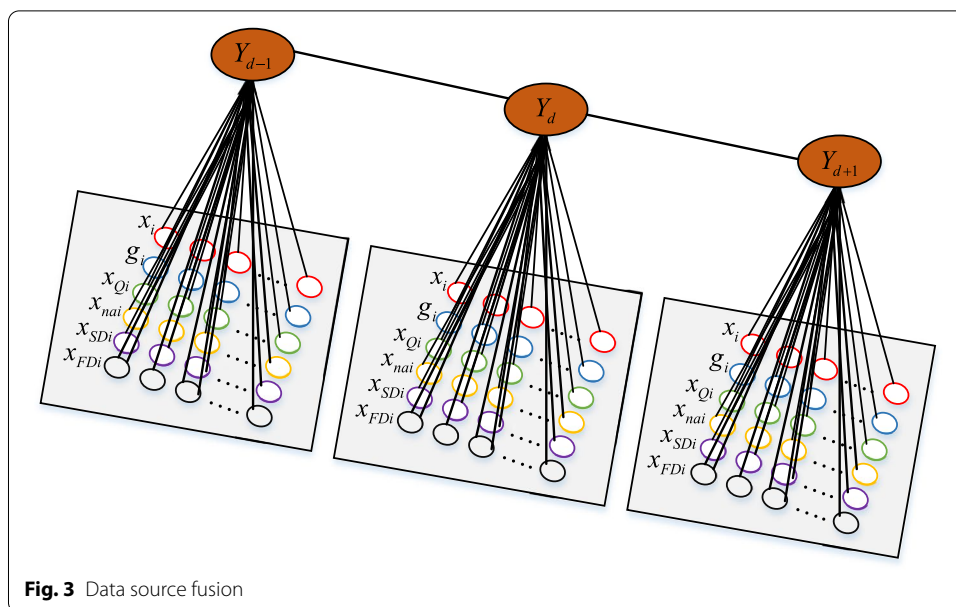 Y_{d-1}
Y_d
Y_{d+1}
x_i
g_i
x_{Qi}
x_{nai}
x_{SDi}
x_{FDi}
x_i
g_i
x_{Qi}
x_{nai}
x_{SDi}
x_{FDi}
x_i
g_i
x_{Qi}
x_{nai}
x_{SDi}
x_{FDi}
Fig. 3 Data source fusion